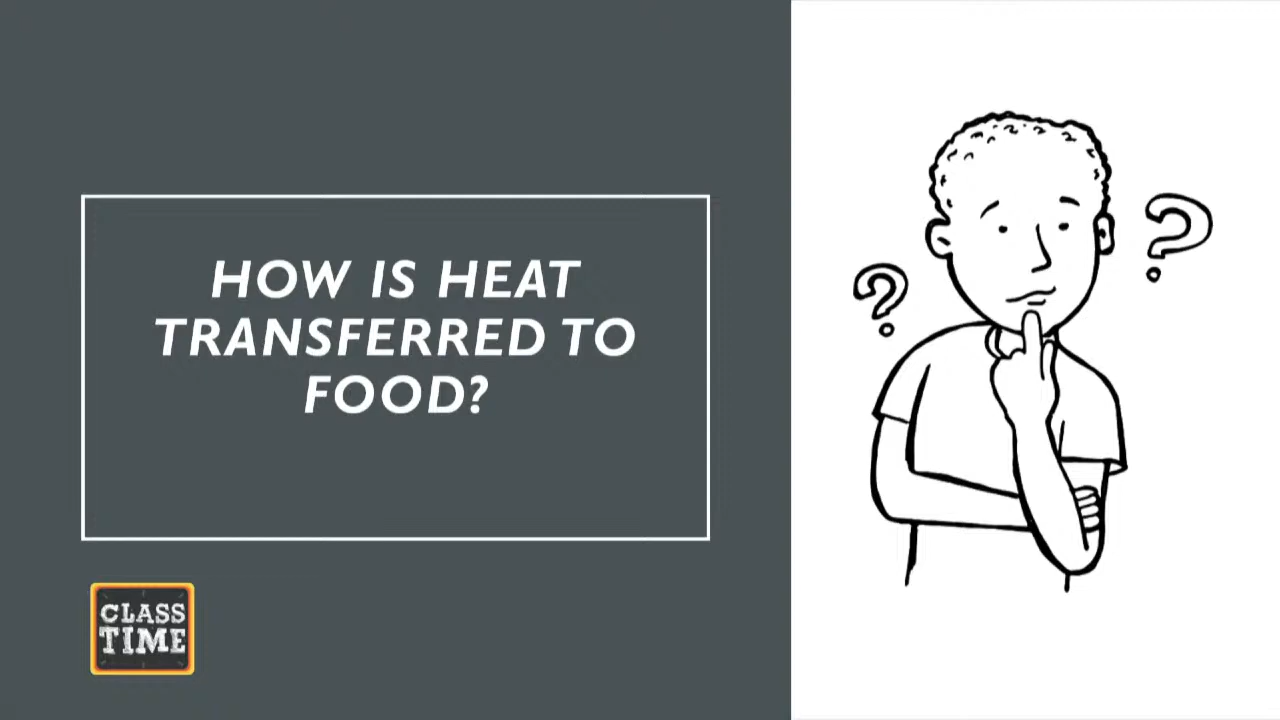 HOW IS HEAT
TRANSFERRED TO
FOOD?
?
?
CLASS
TIME